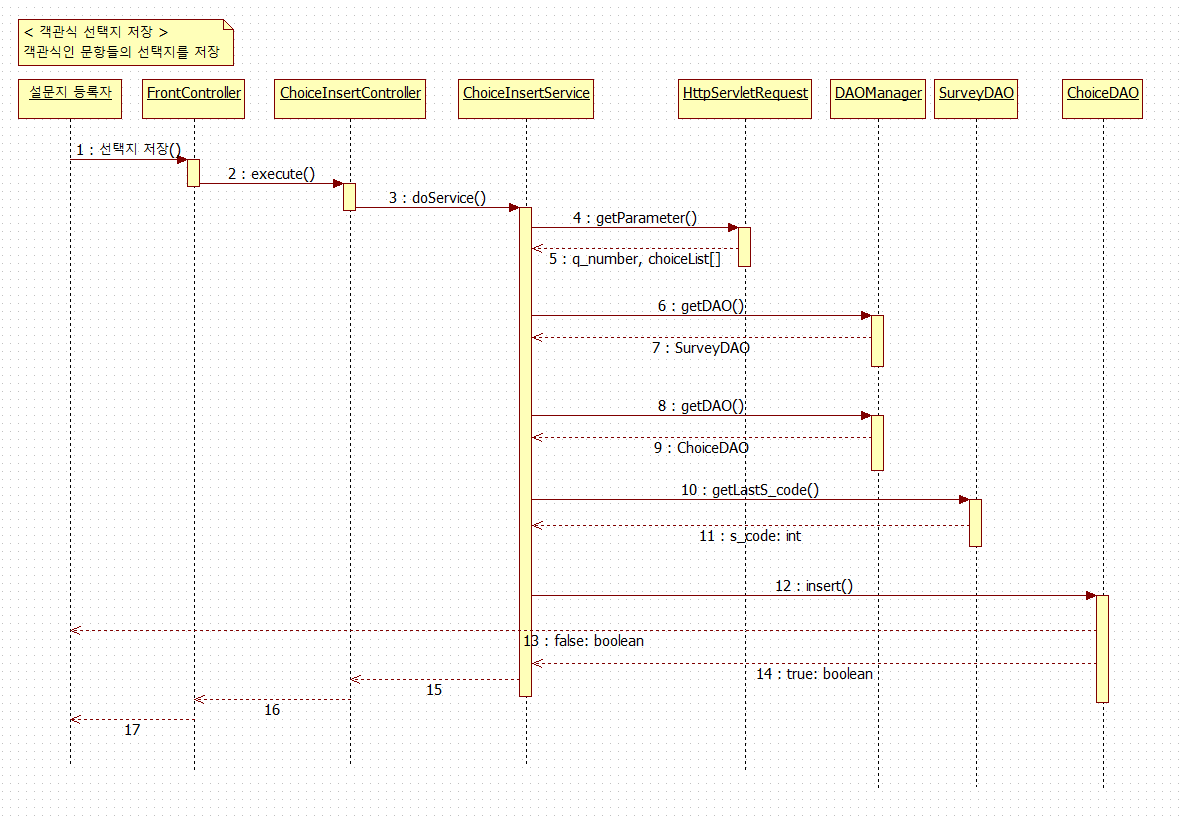 < 객관식 선택지 저장 >
객관식인 문항들의 선택지를 저장
설문지 등록자
FrontController
ChoiceInsertController
ChoiceInsertService
HttpServletRequest
DAOManager
SurveyDAO
ChoiceDAO
1 : 선택지 저장()
2 : execute()
3 : doService()
4 : getParameter()
5 : q_number, choiceList[]
6 : getDAO()
7 : SurveyDAO
8 : getDAO()
9 : ChoiceDAO
10 : getLastS_code()
11 : s_code: int
12 : insert()
13 : false: boolean
14 : true: boolean
15
16
17